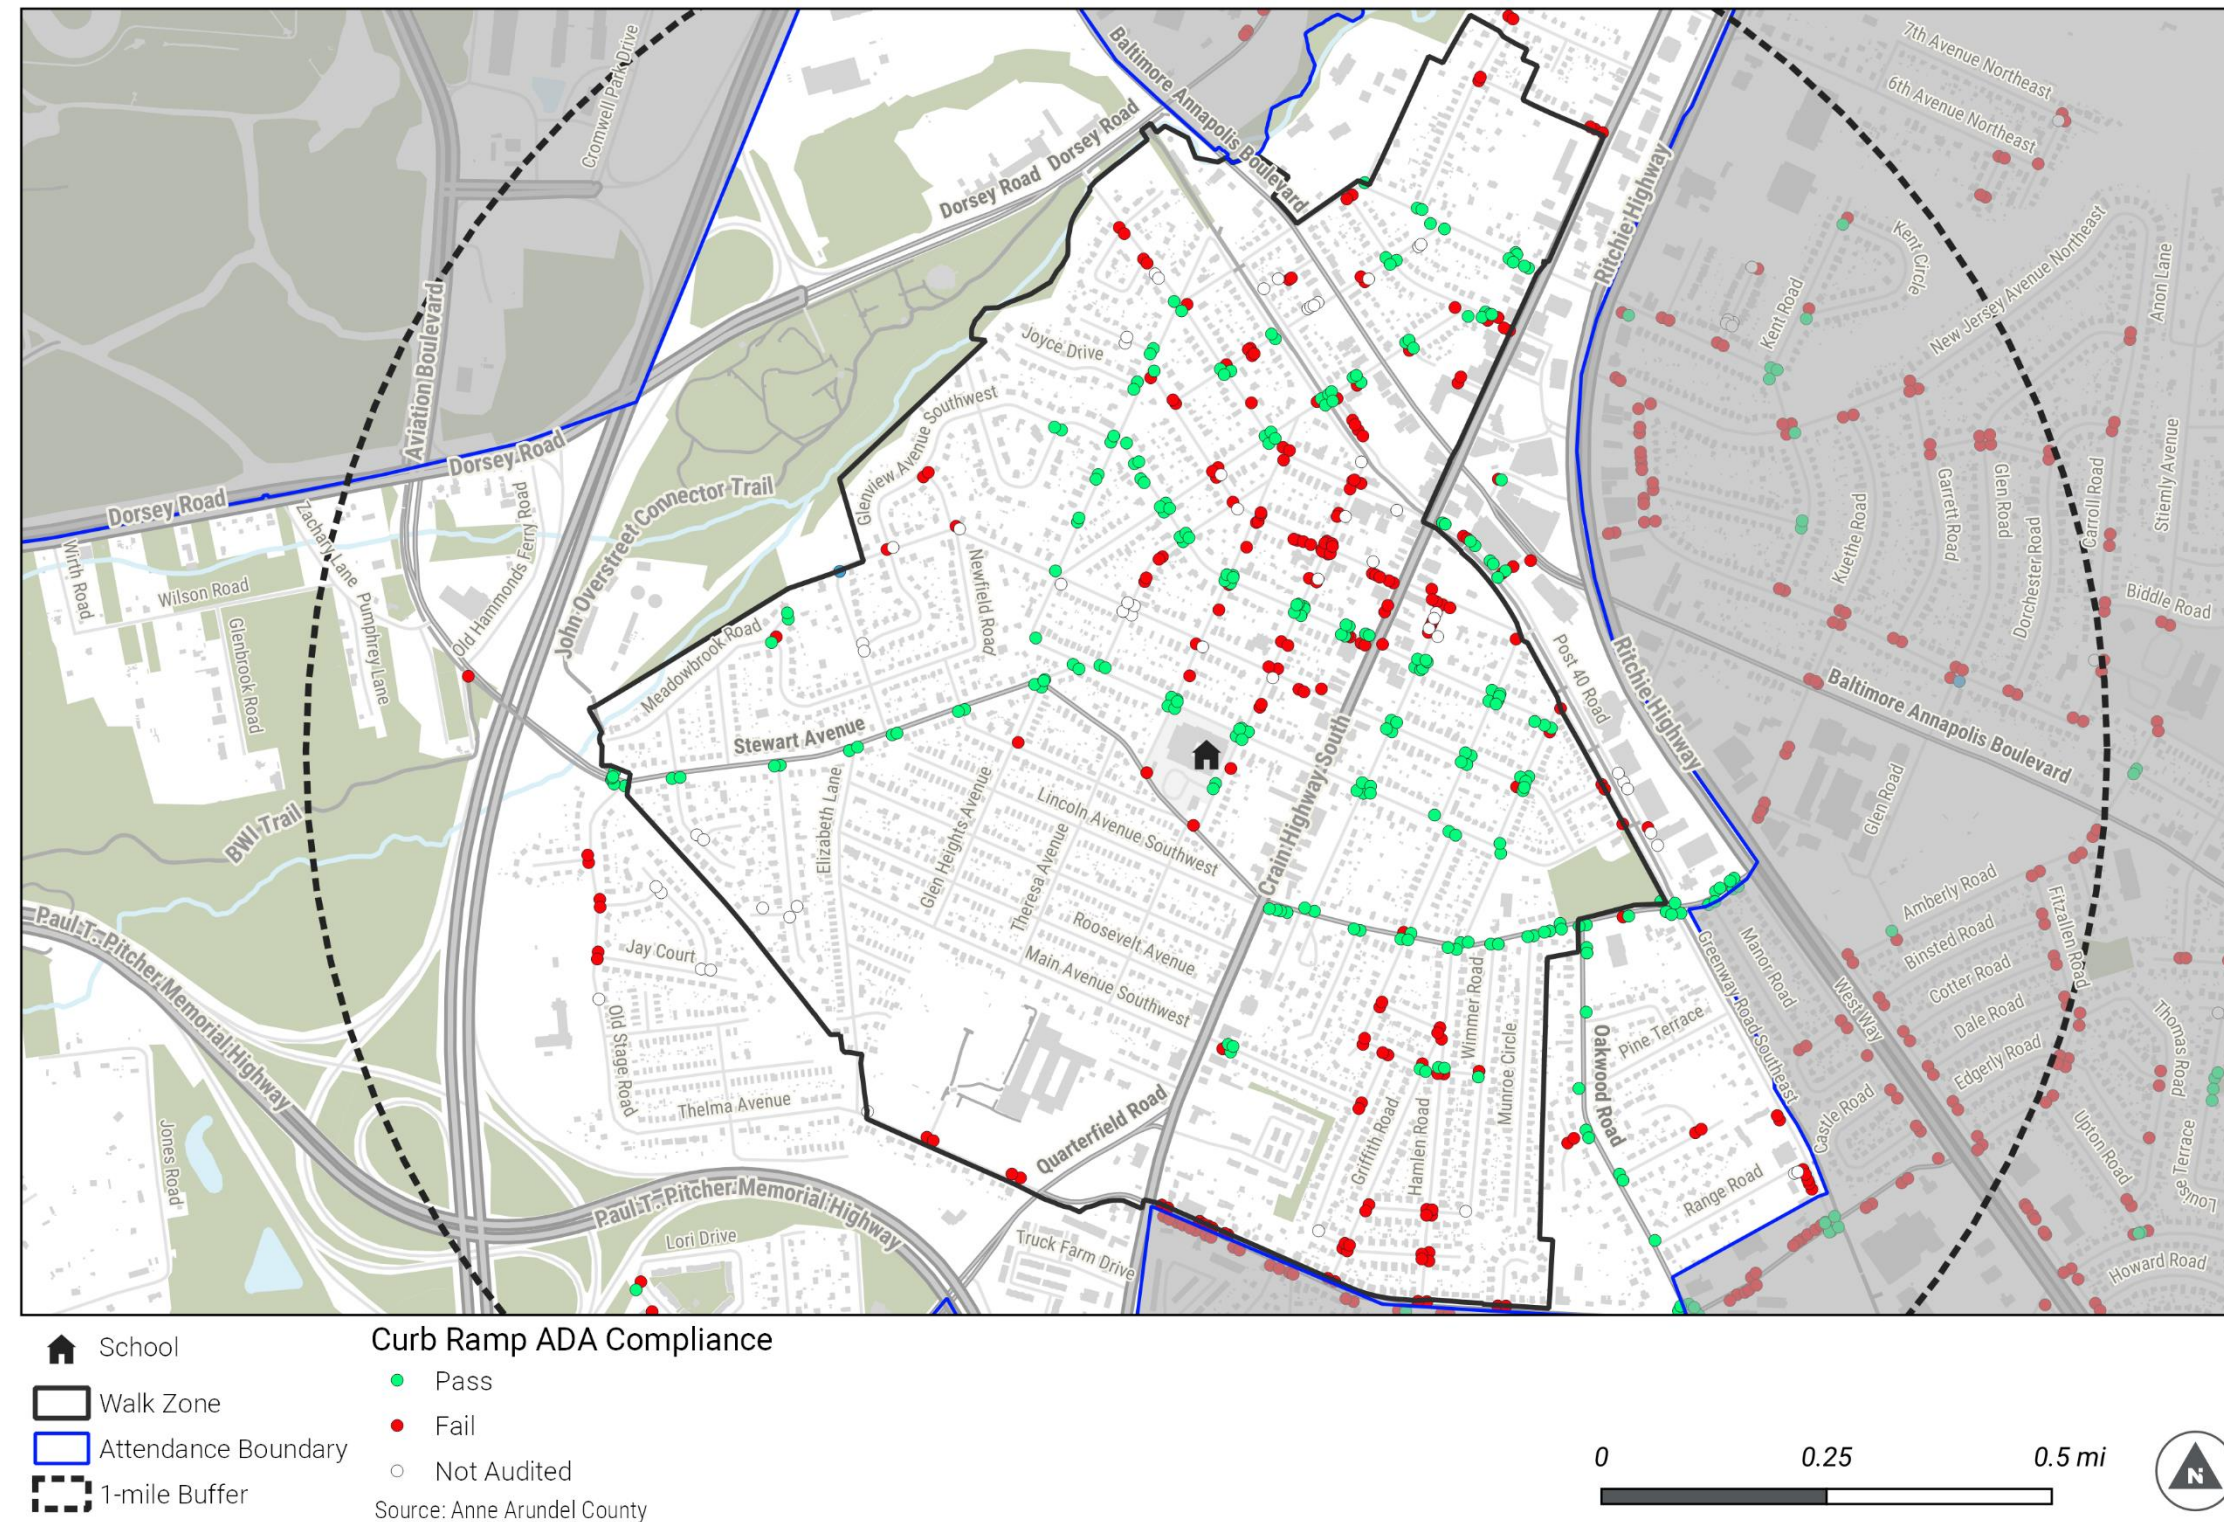 7th Avenue Northeast
6th Avenue Northeast
Cromwell Park Drive
Baltimore Annapolis Boulevard
Dorsey Road
Dorsey Road
Ritchie Highway
Kent Circle
Kent Road
New Jersey Avenue Northeast
Anon Lane
Aviation Boulevard
Joyce Drive
Glenview Avenue Southwest
Dorsey Road
Dorsey Road
John Overstreet Connector Trail
Zachary Lane
Old Hammonds Ferry Road
Wirth Road
Wilson Road
Pumphrey Lane
Glenbrook Road
Newfield Road
Meadowbrook Road
Stewart Avenue
Post 40 Road
Ritchie Highway
Kuethe Road
Garrett Road
Glen Road
Dorchester Road
Carroll Road
Stiemly Avenue
Biddle Road
Baltimore Annapolis Boulevard
Glen Road
BWI Trail
Elizabeth Lane
Glen Heights Avenue
Lincoln Avenue Southwest
Theresa Avenue
Roosevelt Avenue
Main Avenue Southwest
Crain Highway South
Paul T. Pitcher Memorial Highway
Jay Court
Old Stage Road
Thelma Avenue
Jones Road
Quarterfield Road
Wimmer Road
Munroe Circle
Griffith Road
Hamlen Road
Oakwood Road
Pine Terrace
Range Road
Greenway Road Southeast
Manor Road
West Way
Castle Road
Amberly Road
Binsted Road
Cotter Road
Dale Road
Edgerly Road
Fitzallen Road
Thomas Road
Upton Road
Louise Terrace
Howard Road
Paul T. Pitcher Memorial Highway
Lori Drive
Truck Farm Drive
School
Walk Zone
Attendance Boundary
1-mile Buffer
Curb Ramp ADA Compliance
Pass
Fail
Not Audited
Source: Anne Arundel County
0 0.25 0.5 mi
N